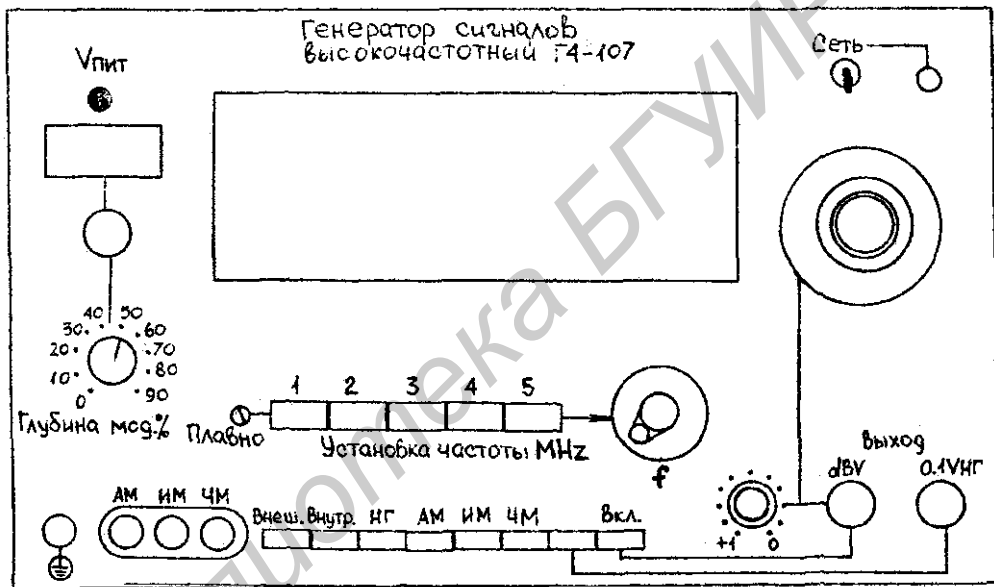 Генератор сигналов
высокочастотный Г4-107
Сеть
Vпит
40 50
30 60
20 70
10 80
0 90
Глубина мод.%
1 2 3 4 5
Плавно
Установка частоты MHz
f
Выход
dBV 0.1VНГ
+1 0
АМ ИМ ЧМ
Внеш. Внутр. НГ АМ ИМ ЧМ Вкл.
блиотека БГУИР